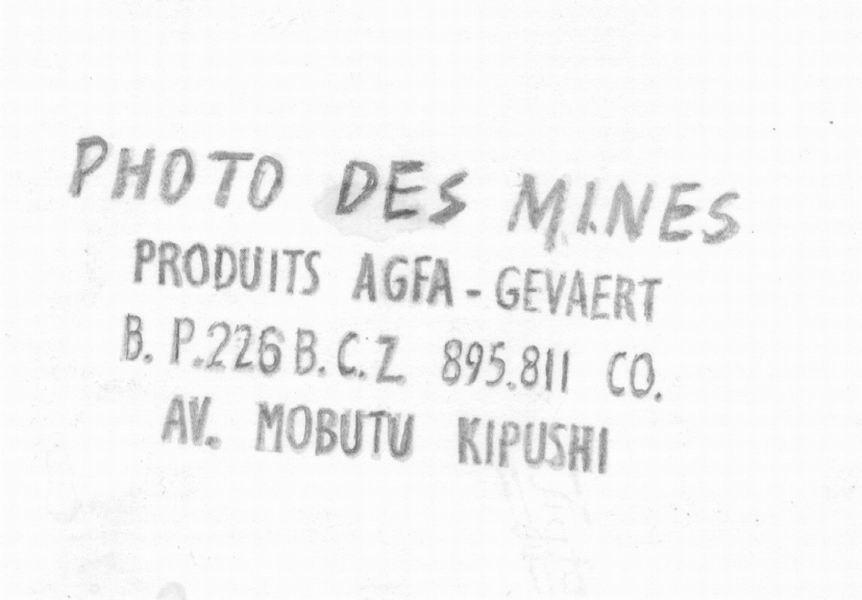 PHOTO DES MINES
PRODUITS AGFA - GEVAERT
B. P. 226 B. C. Z 895.811 CO.
AV. MOBUTU KIPUSHI